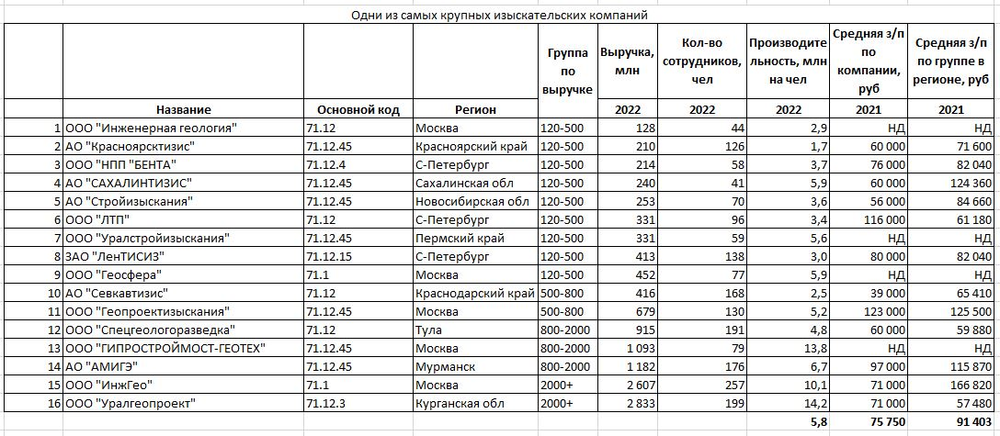 Одни из самых крупных изыскательских компаний
Название Основной код Регион Группа по выручке Выручка, млн Кол-во сотрудников, чел Производительность, млн на чел Средняя з/п по компании, руб Средняя з/п по группе в регионе, руб
2022 2022 2022 2021 2021
1 ООО "Инженерная геология" 71.12 Москва 120-500 128 44 2,9 НД НД
2 АО "Красноярсктизис" 71.12.45 Красноярский край 120-500 210 126 1,7 60 000 71 600
3 ООО "НПП "БЕНТА" 71.12.4 С-Петербург 120-500 214 58 3,7 76 000 82 040
4 АО "САХАЛИНТИЗИС" 71.12.45 Сахалинская обл 120-500 240 41 5,9 60 000 124 360
5 АО "Стройизыскания" 71.12.45 Новосибирская обл 120-500 253 70 3,6 56 000 84 660
6 ООО "ЛТП" 71.12 С-Петербург 120-500 331 96 3,4 116 000 61 180
7 ООО "Уралстройизыскания" 71.12.45 Пермский край 120-500 331 59 5,6 НД НД
8 ЗАО "ЛенТИСИЗ" 71.12.15 С-Петербург 120-500 413 138 3,0 80 000 82 040
9 ООО "Геосфера" 71.1 Москва 120-500 452 77 5,9 НД НД
10 АО "Севкавтизис" 71.12 Краснодарский край 500-800 416 168 2,5 39 000 65 410
11 ООО "Геопроектизыскания" 71.12.45 Москва 500-800 679 130 5,2 123 000 125 500
12 ООО "Спецгеологоразведка" 71.12 Тула 800-2000 915 191 4,8 60 000 59 880
13 ООО "ГИПРОСТРОЙМОСТ-ГЕОТЕХ" 71.12.45 Москва 800-2000 1 093 79 13,8 НД НД
14 АО "АМИГЭ" 71.12.45 Мурманск 800-2000 1 182 176 6,7 97 000 115 870
15 ООО "ИнжГео" 71.1 Москва 2000+ 2 607 257 10,1 71 000 166 820
16 ООО "Уралгеопроект" 71.12.3 Курганская обл 2000+ 2 833 199 14,2 71 000 57 480
5,8 75 750 91 403